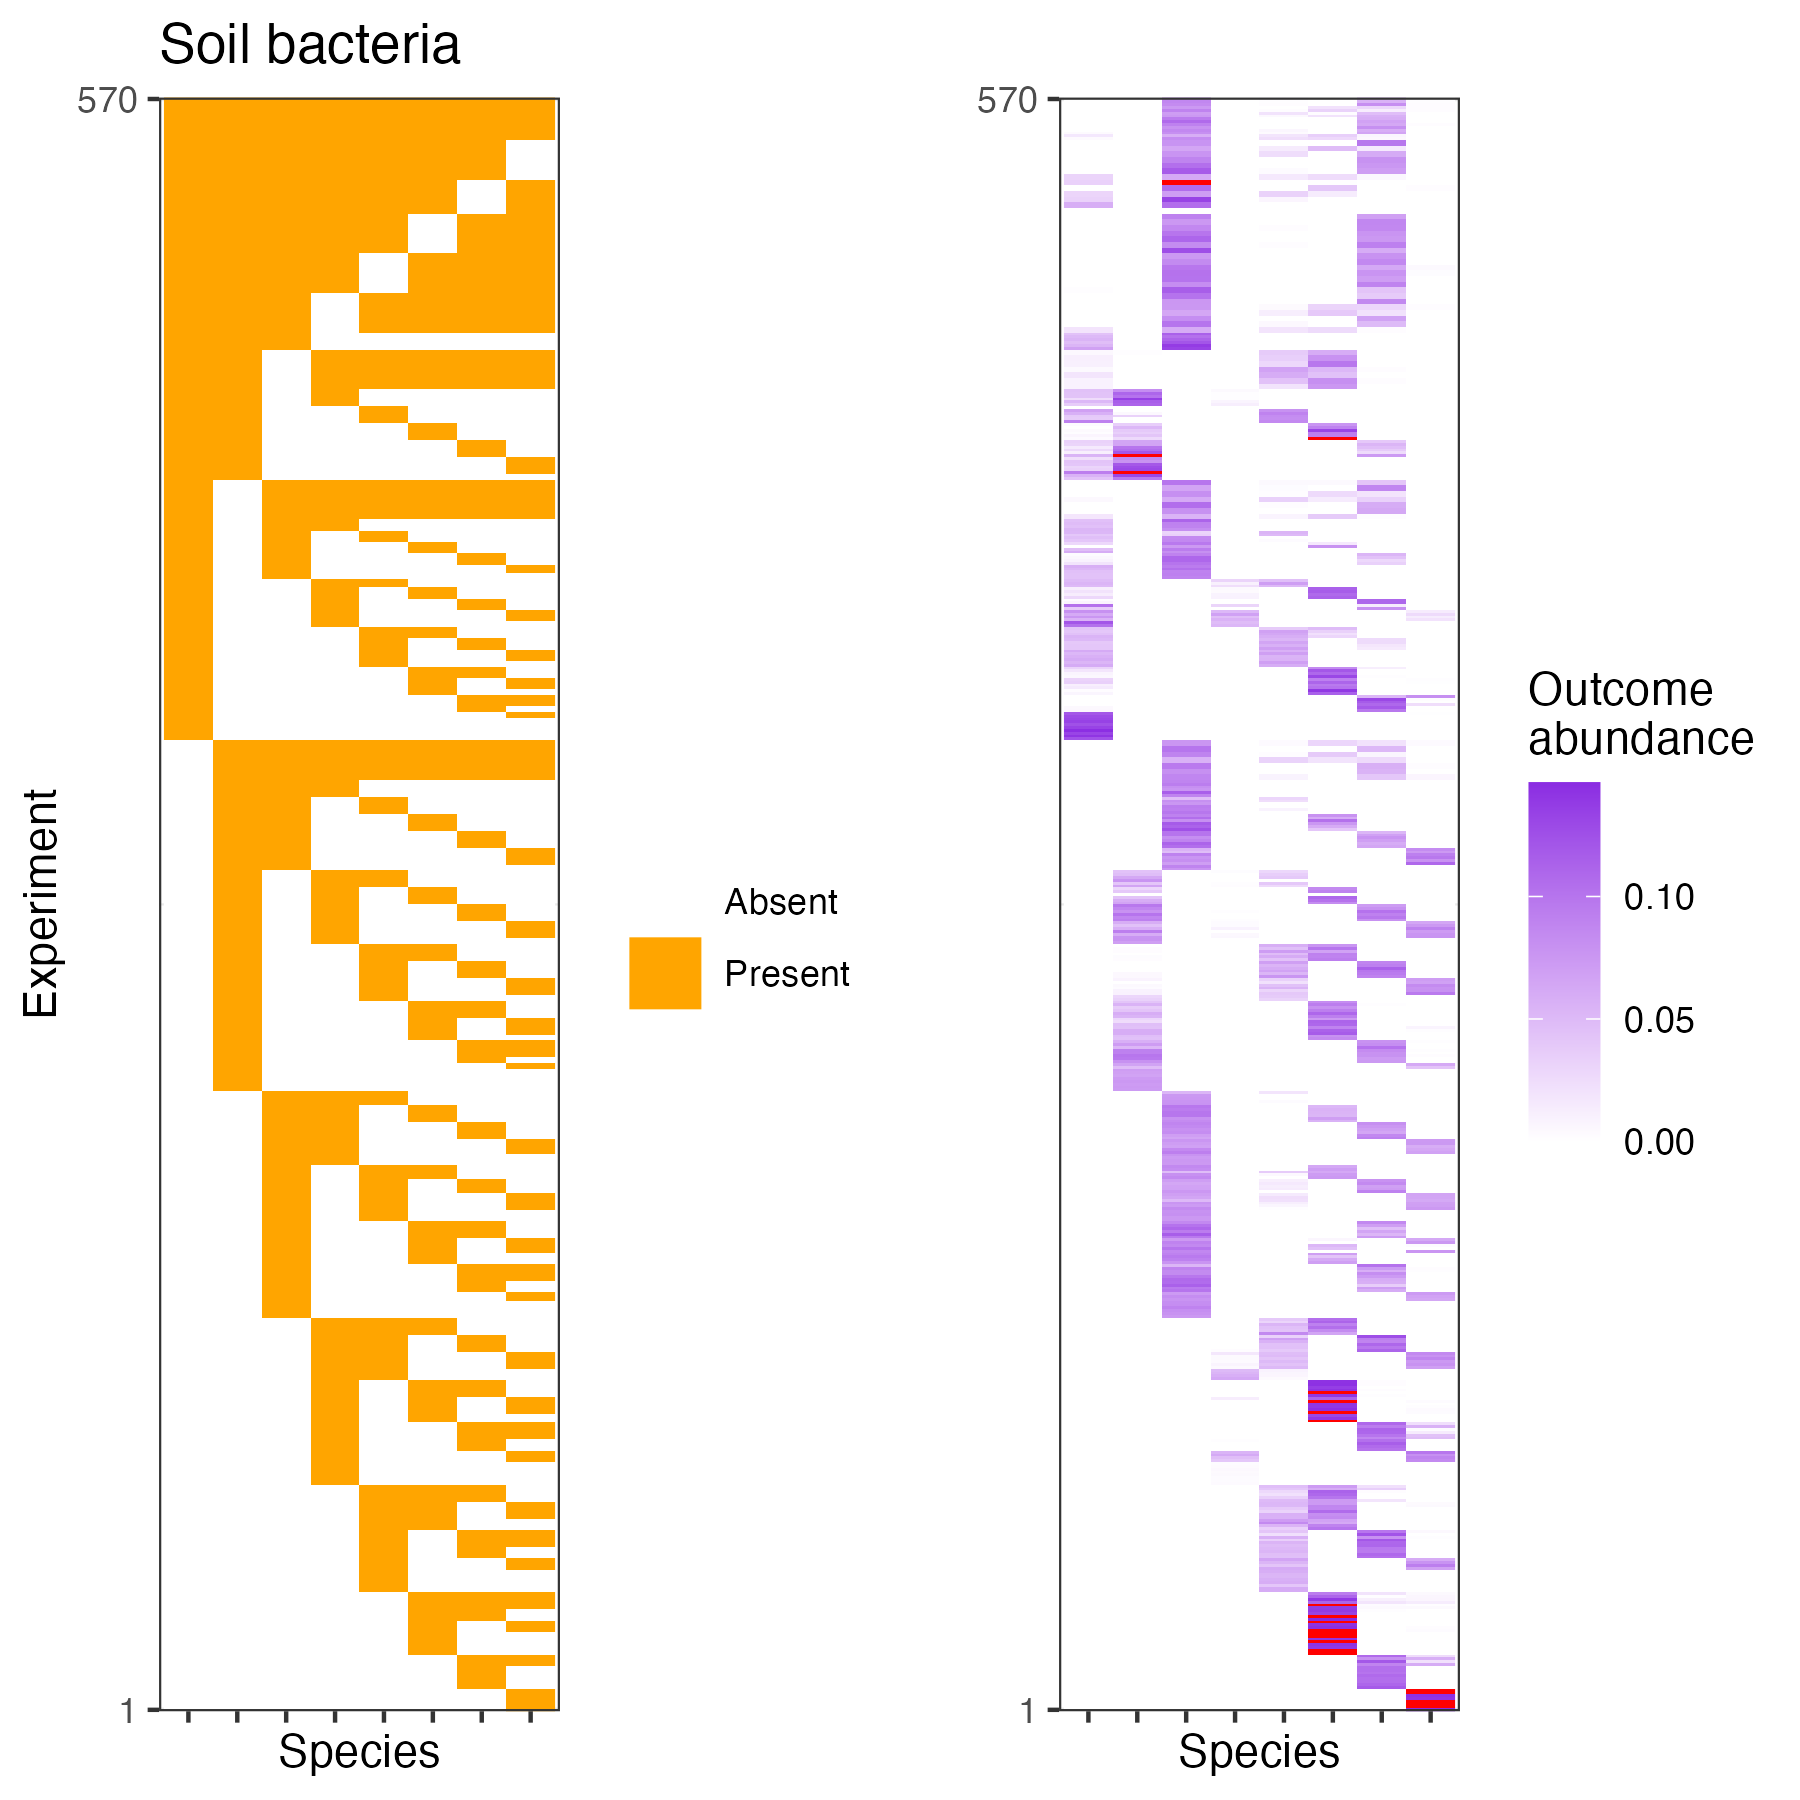 Soil bacteria
570
1
Experiment
Species
Absent
Present
570
1
Species
Outcome
abundance
0.10
0.05
0.00